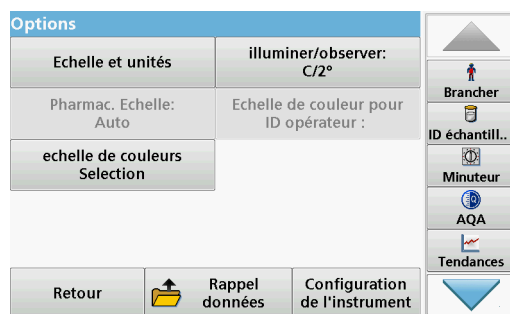 Options
Echelle et unités
illuminer/observer:
C/2°
Pharmac. Echelle:
Auto
Echelle de couleur pour
ID opérateur :
echelle de couleurs
Selection
Retour
Rappel
données
Configuration
de l'instrument
Brancher
ID échantill..
Minuteur
AQA
Tendances